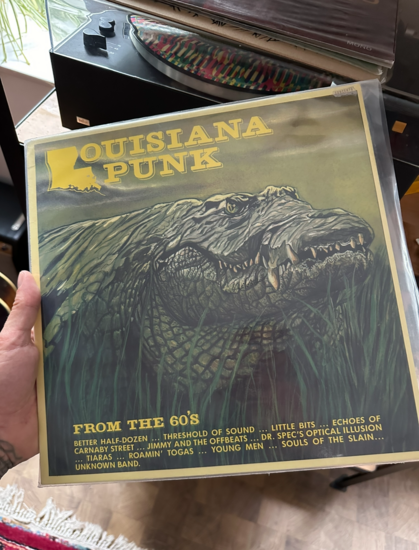 LOUISIANA
PUNK
FROM THE 60'S
BETTER HALF-DOZEN ... THRESHOLD OF SOUND ... LITTLE BITS ... ECHOES OF
CARNABY STREET ... JIMMY AND THE OFFBEATS ... DR. SPEC'S OPTICAL ILLUSION
... TIARAS ... ROAMIN' TOGAS ... YOUNG MEN ... SOULS OF THE SLAIN...
UNKNOWN BAND.